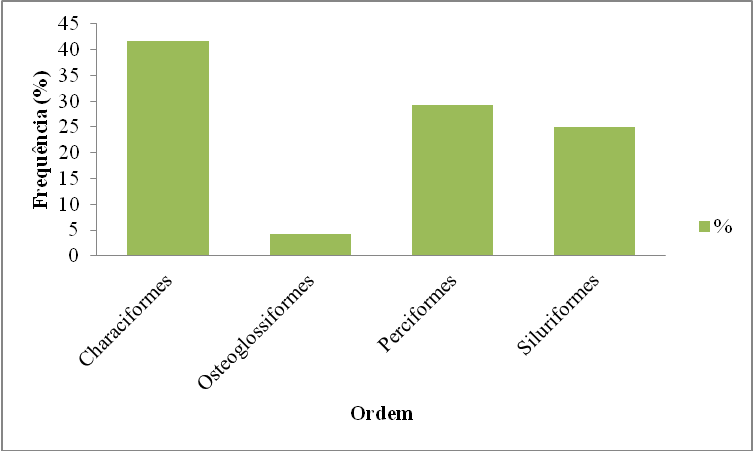 Frequência (%)
45
40
35
30
25
20
15
10
5
0
Characiformes
Osteoglossiformes
Perciformes
Siluriformes
Ordem
%